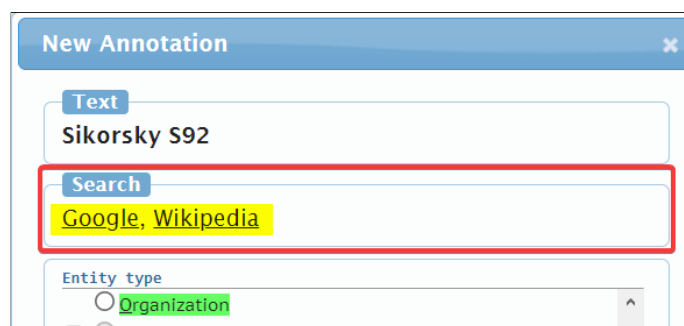 New Annotation
Text
Sikorsky S92
Search
Google, Wikipedia
Entity type
Organization